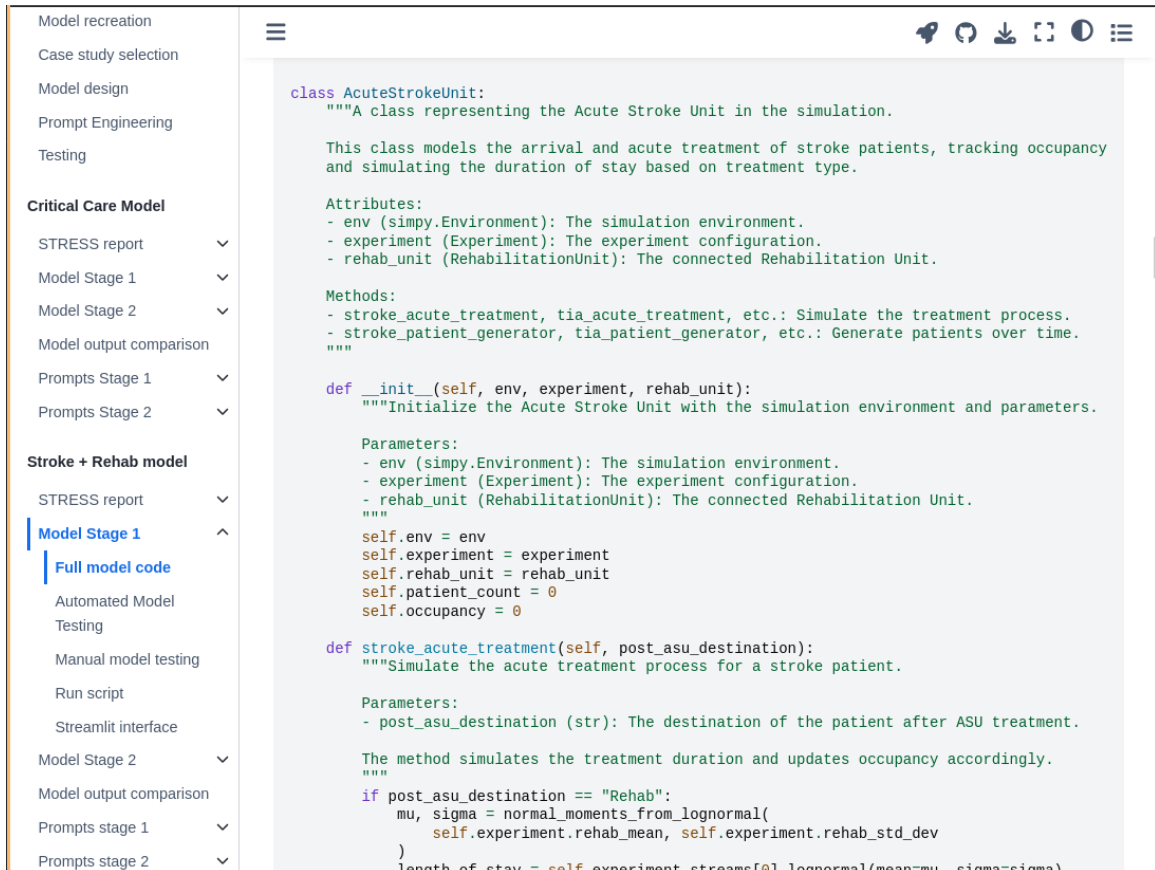 Model recreation
Case study selection
Model design
Prompt Engineering
Testing
Critical Care Model
STRESS report
Model Stage 1
Model Stage 2
Model output comparison
Prompts Stage 1
Prompts Stage 2
Stroke + Rehab model
STRESS report
Model Stage 1
Full model code
Automated Model
Testing
Manual model testing
Run script
Streamlit interface
Model Stage 2
Model output comparison
Prompts stage 1
Prompts stage 2
class AcuteStrokeUnit:
    """A class representing the Acute Stroke Unit in the simulation.

    This class models the arrival and acute treatment of stroke patients, tracking occupancy
    and simulating the duration of stay based on treatment type.

    Attributes:
    - env (simpy.Environment): The simulation environment.
    - experiment (Experiment): The experiment configuration.
    - rehab_unit (RehabilitationUnit): The connected Rehabilitation Unit.

    Methods:
    - stroke_acute_treatment, tia_acute_treatment, etc.: Simulate the treatment process.
    - stroke_patient_generator, tia_patient_generator, etc.: Generate patients over time.
    """

    def __init__(self, env, experiment, rehab_unit):
        """Initialize the Acute Stroke Unit with the simulation environment and parameters.

        Parameters:
        - env (simpy.Environment): The simulation environment.
        - experiment (Experiment): The experiment configuration.
        - rehab_unit (RehabilitationUnit): The connected Rehabilitation Unit.
        """
        self.env = env
        self.experiment = experiment
        self.rehab_unit = rehab_unit
        self.patient_count = 0
        self.occupancy = 0

    def stroke_acute_treatment(self, post_asu_destination):
        """Simulate the acute treatment process for a stroke patient.

        Parameters:
        - post_asu_destination (str): The destination of the patient after ASU treatment.

        The method simulates the treatment duration and updates occupancy accordingly.
        """
        if post_asu_destination == "Rehab":
            mu, sigma = normal_moments_from_lognormal(
                self.experiment.rehab_mean, self.experiment.rehab_std_dev
            )
            length_of_stay = self.experiment.streams[0].lognormal(mean=mu, sigma=sigma)